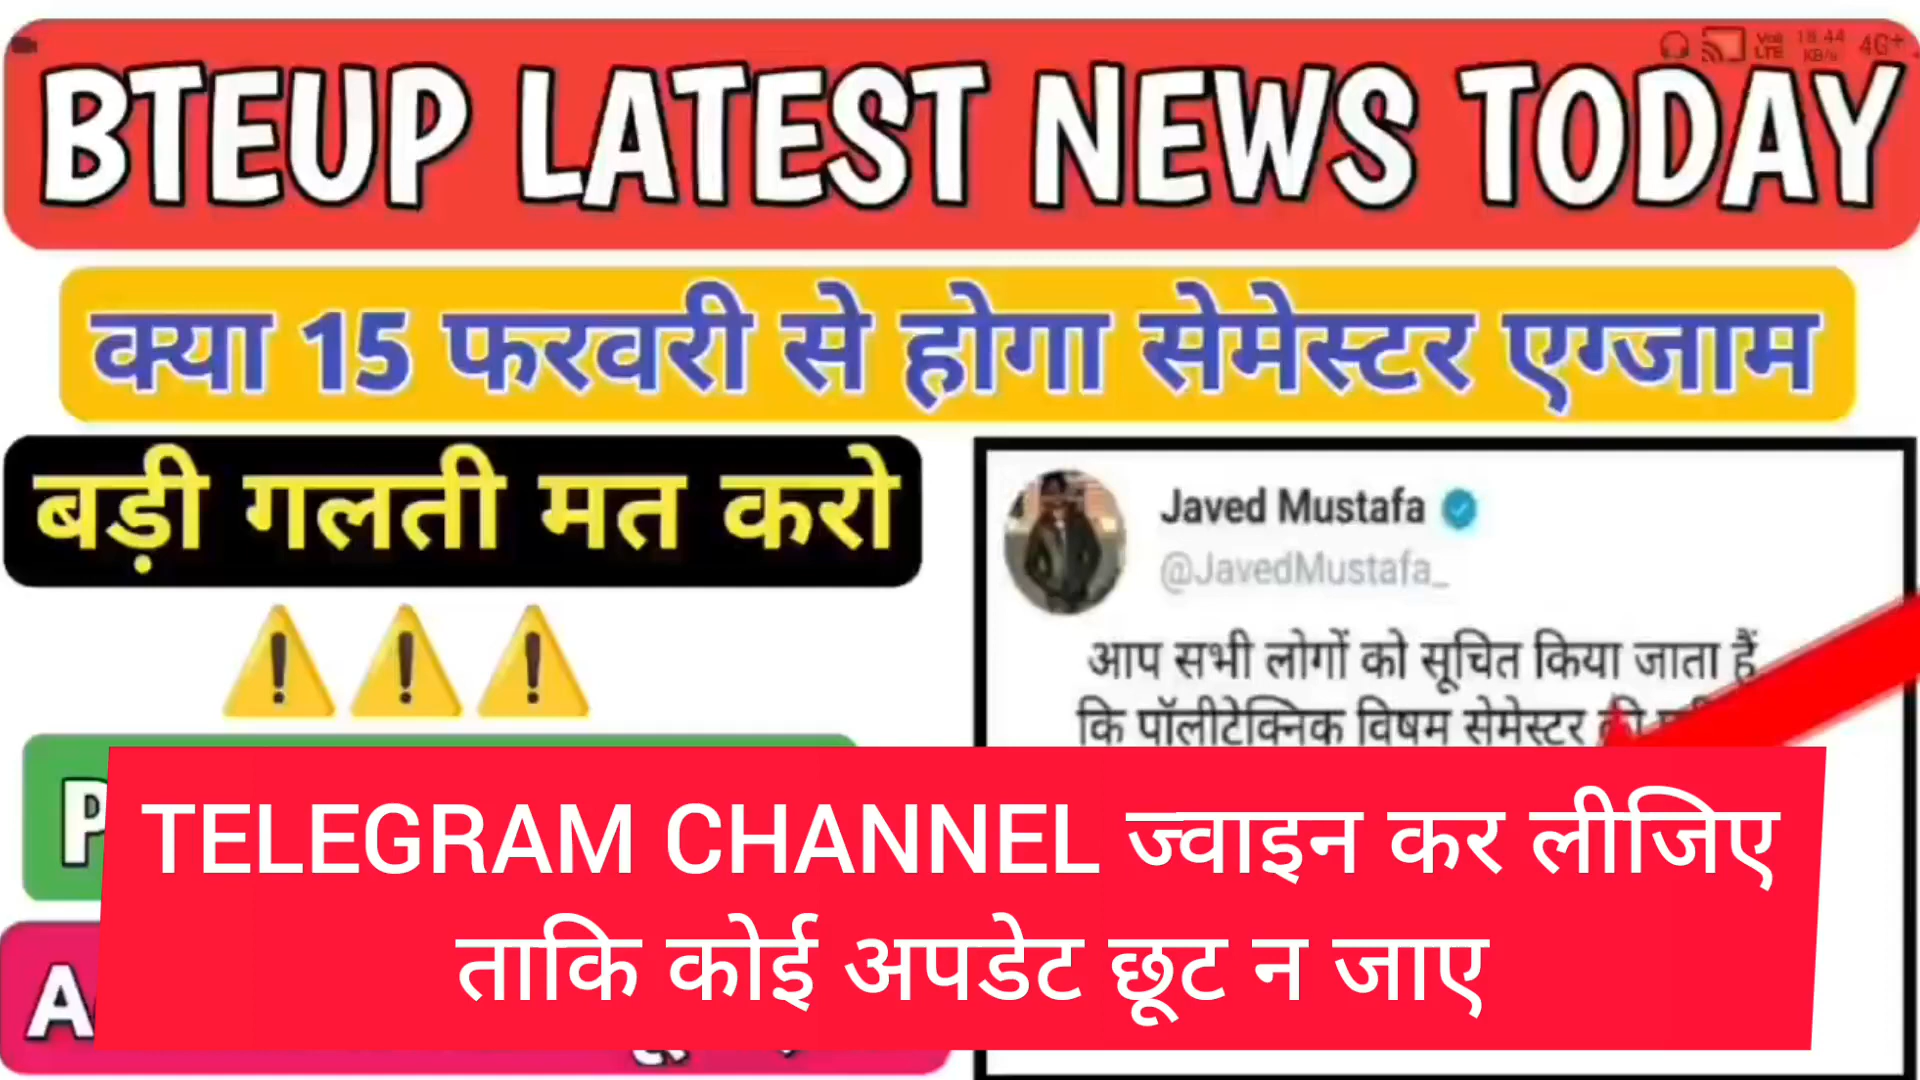 BTEUP LATEST NEWS TODAY
क्या 15 फरवरी से होगा सेमेस्टर एग्जाम
बड़ी गलती मत करो
Javed Mustafa
@JavedMustafa_
आप सभी लोगों को सूचित किया जाता हैं
कि पॉलीटेक्निक विषम सेमेस्टर की
TELEGRAM CHANNEL ज्वाइन कर लीजिए
ताकि कोई अपडेट छूट न जाए